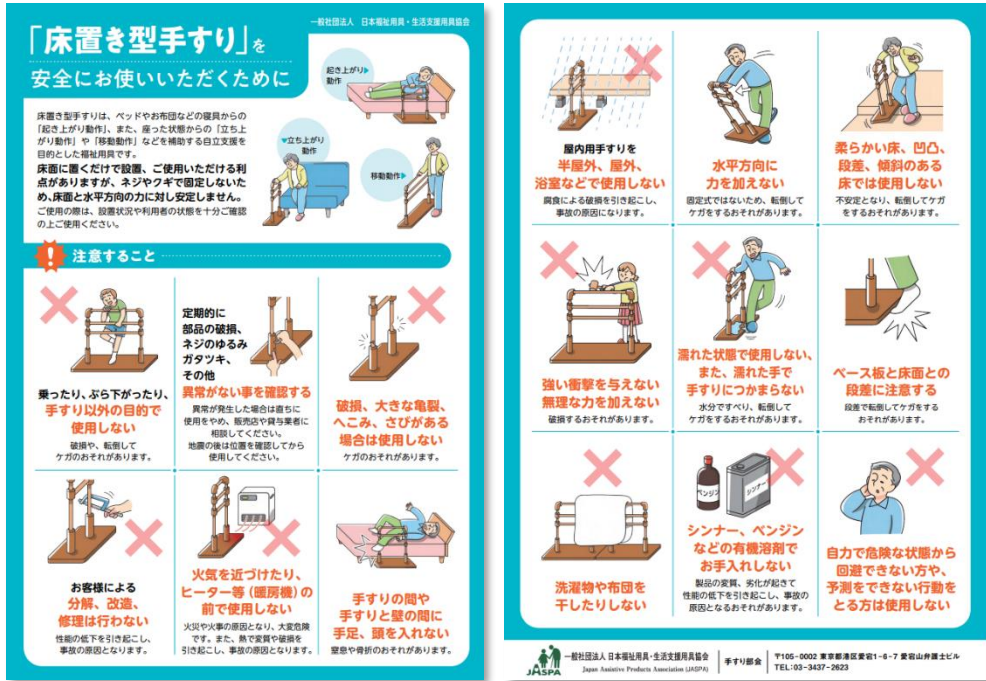 一般社団法人 日本福祉用具・生活支援用具協会
「床置き型手すり」を
安全にお使いいただくために
起き上がり▶
動作
▼立ち上がり
動作
移動動作▶
床置き型手すりは、ベッドやお布団などの寝具からの
「起き上がり動作」、また、座った状態からの「立ち上
がり動作」や「移動動作」などを補助する自立支援を
目的とした福祉用具です。
床面に置くだけで設置、ご使用いただける利
点がありますが、ネジやクギで固定しないた
め、床面と水平方向の力に対し安定しません。
ご使用の際は、設置状況や利用者の状態を十分ご確認
の上ご使用ください。
! 注意すること
乗ったり、ぶら下がったり、
手すり以外の目的で
使用しない
破損や、転倒して
ケガのおそれがあります。
定期的に
部品の破損、
ネジのゆるみ
ガタツキ、
その他
異常がない事を確認する
異常が発生した場合は直ちに
使用をやめ、販売店や貸与業者に
相談してください。
地震の後は位置を確認してから
使用してください。
破損、大きな亀裂、
へこみ、さびがある
場合は使用しない
ケガのおそれがあります。
お客様による
分解、改造、
修理は行わない
性能の低下を引き起こし、
事故の原因となります。
火気を近づけたり、
ヒーター等(暖房機)の
前で使用しない
火災や火事の原因となり、大変危険
です。また、熱で変質や破損を
引き起こし、事故の原因となります。
手すりの間や
手すりと壁の間に
手足、頭を入れない
窒息や骨折のおそれがあります。
屋内用手すりを
半屋外、屋外、
浴室などで使用しない
腐食による破損を引き起こし、
事故の原因になります。
水平方向に
力を加えない
固定式ではないため、転倒して
ケガをするおそれがあります。
柔らかい床、凹凸、
段差、傾斜のある
床では使用しない
不安定となり、転倒してケガ
をするおそれがあります。
強い衝撃を与えない
無理な力を加えない
破損するおそれがあります。
濡れた状態で使用しない、
また、濡れた手で
手すりにつかまらない
水分ですべり、転倒して
ケガをするおそれがあります。
ベース板と床面との
段差に注意する
段差で転倒してケガをする
おそれがあります。
洗濯物や布団を
干したりしない
ベンジン
シンナー
シンナー、ベンジン
などの有機溶剤で
お手入れしない
製品の変質、劣化が起きて
性能の低下を引き起こし、事故の
原因となるおそれがあります。
自力で危険な状態から
回避できない方や、
予測をできない行動を
とる方は使用しない
JASPA
一般社団法人 日本福祉用具・生活支援用具協会
Japan Assistive Products Association (JASPA)
手すり部会
〒105-0002 東京都港区愛宕1-6-7 愛宕山弁護士ビル
TEL:03-3437-2623